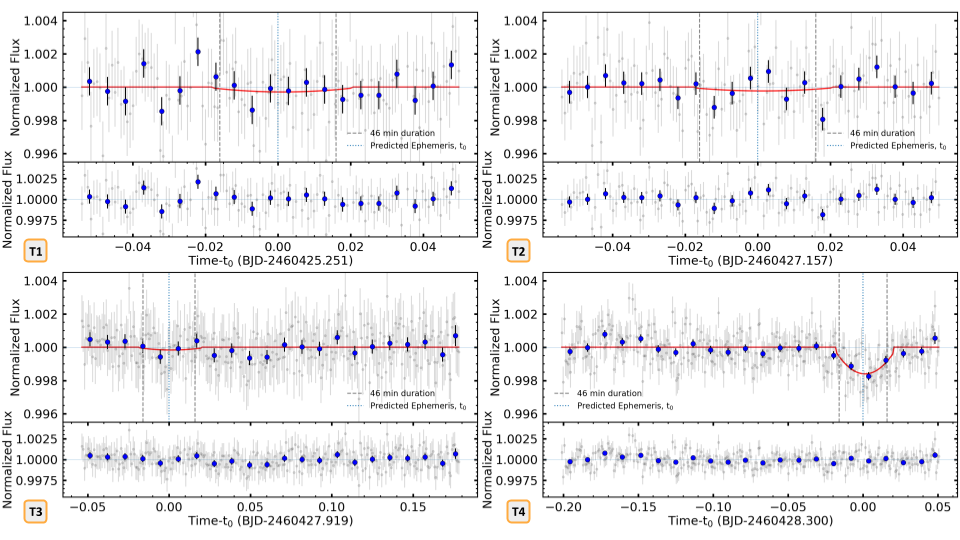 1.004
1.002
1.000
0.998
0.996
Normalized Flux
46 min duration
Predicted Ephemeris, t0
1.0025
1.0000
0.9975
Normalized Flux
−0.04
−0.02
0.00
0.02
0.04
T1
Time-t0 (BJD-2460425.251)
1.004
1.002
1.000
0.998
0.996
Normalized Flux
46 min duration
Predicted Ephemeris, t0
1.0025
1.0000
0.9975
Normalized Flux
−0.04
−0.02
0.00
0.02
0.04
T2
Time-t0 (BJD-2460427.157)
1.004
1.002
1.000
0.998
0.996
Normalized Flux
46 min duration
Predicted Ephemeris, t0
1.0025
1.0000
0.9975
Normalized Flux
−0.05
0.00
0.05
0.10
0.15
T3
Time-t0 (BJD-2460427.919)
1.004
1.002
1.000
0.998
0.996
Normalized Flux
46 min duration
Predicted Ephemeris, t0
1.0025
1.0000
0.9975
Normalized Flux
−0.20
−0.15
−0.10
−0.05
0.00
0.05
T4
Time-t0 (BJD-2460428.300)